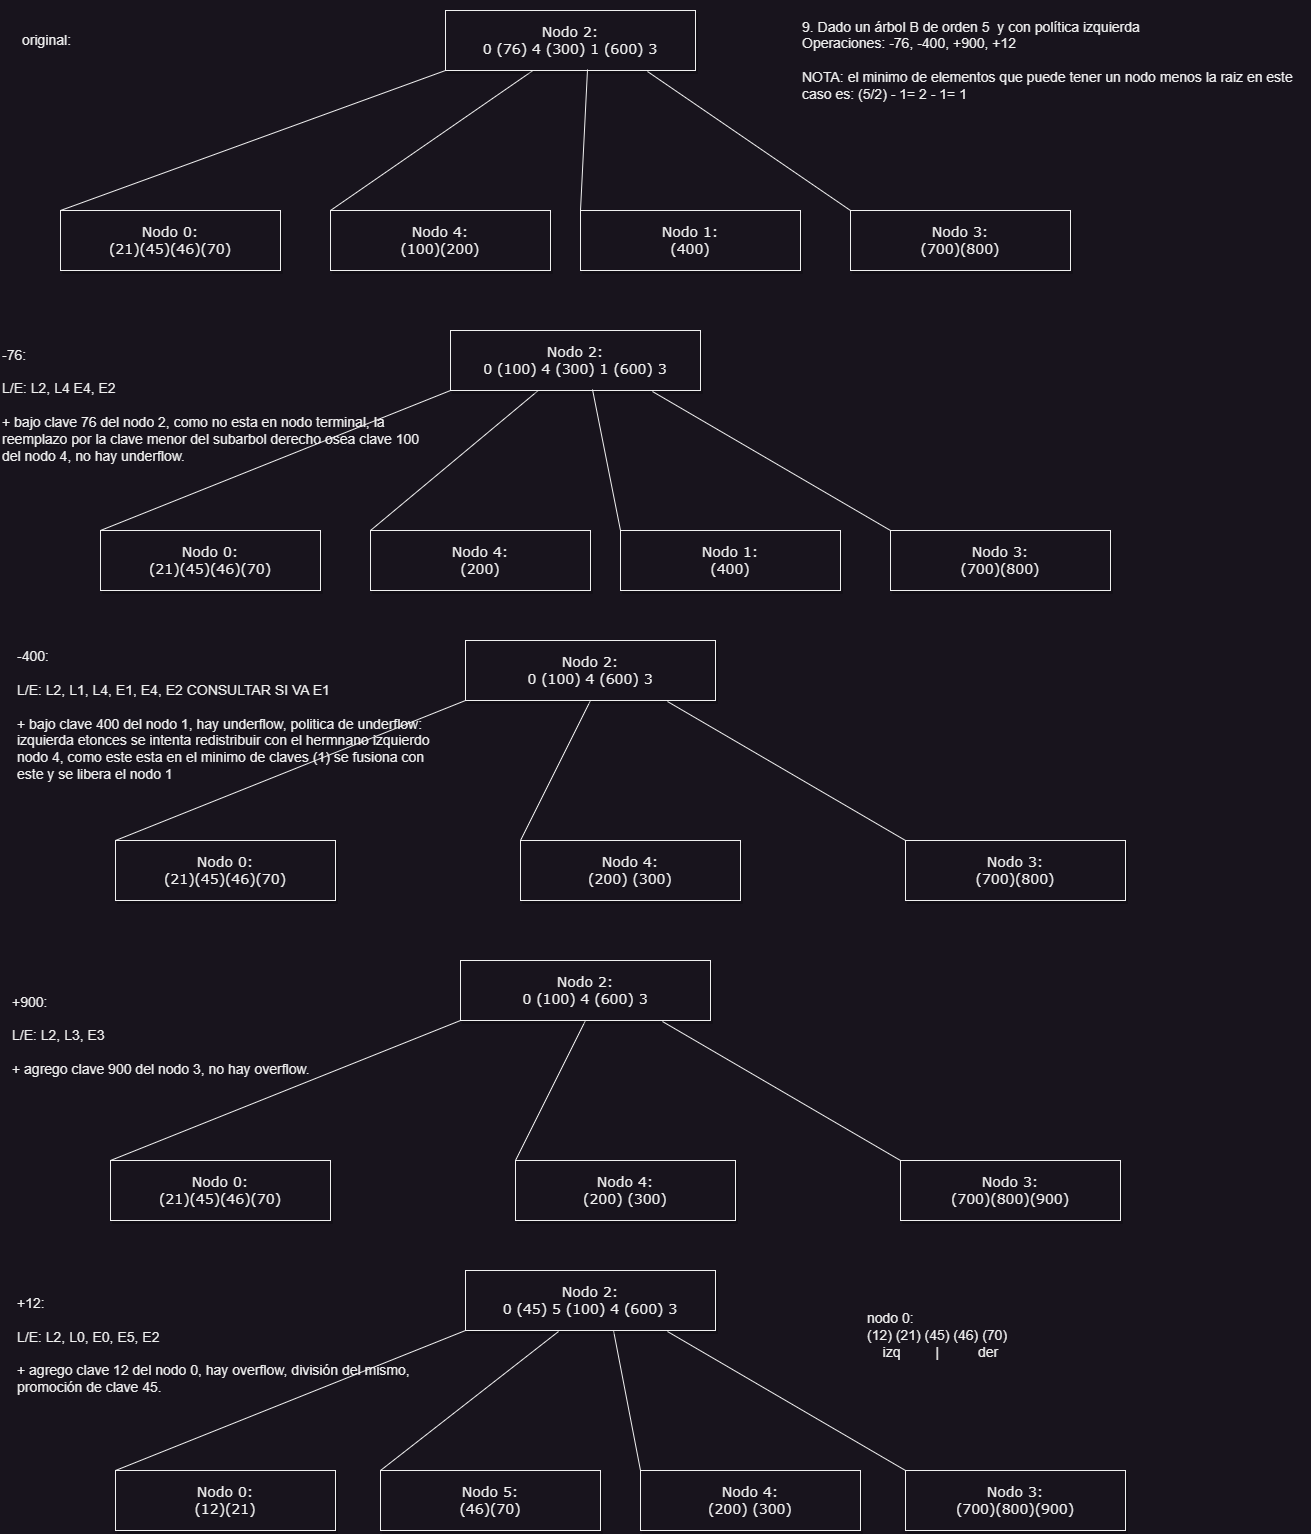 original:
Nodo 2:
0 (76) 4 (300) 1 (600) 3
9. Dado un árbol B de orden 5 y con política izquierda
Operaciones: -76, -400, +900, +12
NOTA: el minimo de elementos que puede tener un nodo menos la raiz en este
caso es: (5/2) - 1= 2 - 1= 1
Nodo 0:
(21)(45)(46)(70)
Nodo 4:
(100)(200)
Nodo 1:
(400)
Nodo 3:
(700)(800)
-76:
L/E: L2, L4 E4, E2
+ bajo clave 76 del nodo 2, como no esta en nodo terminal, la
reemplazo por la clave menor del subarbol derecho osea clave 100
del nodo 4, no hay underflow.
Nodo 2:
0 (100) 4 (300) 1 (600) 3
Nodo 0:
(21)(45)(46)(70)
Nodo 4:
(200)
Nodo 1:
(400)
Nodo 3:
(700)(800)
-400:
L/E: L2, L1, L4, E1, E4, E2 CONSULTAR SI VA E1
+ bajo clave 400 del nodo 1, hay underflow, politica de underflow:
izquierda etonces se intenta redistribuir con el hermnano izquierdo
nodo 4, como este esta en el minimo de claves (1) se fusiona con
este y se libera el nodo 1
Nodo 2:
0 (100) 4 (600) 3
Nodo 0:
(21)(45)(46)(70)
Nodo 4:
(200) (300)
Nodo 3:
(700)(800)
+900:
L/E: L2, L3, E3
+ agrego clave 900 del nodo 3, no hay overflow.
Nodo 2:
0 (100) 4 (600) 3
Nodo 0:
(21)(45)(46)(70)
Nodo 4:
(200) (300)
Nodo 3:
(700)(800)(900)
+12:
L/E: L2, L0, E0, E5, E2
+ agrego clave 12 del nodo 0, hay overflow, división del mismo,
promoción de clave 45.
Nodo 2:
0 (45) 5 (100) 4 (600) 3
nodo 0:
(12) (21) (45) (46) (70)
izq | der
Nodo 0:
(12)(21)
Nodo 5:
(46)(70)
Nodo 4:
(200) (300)
Nodo 3:
(700)(800)(900)